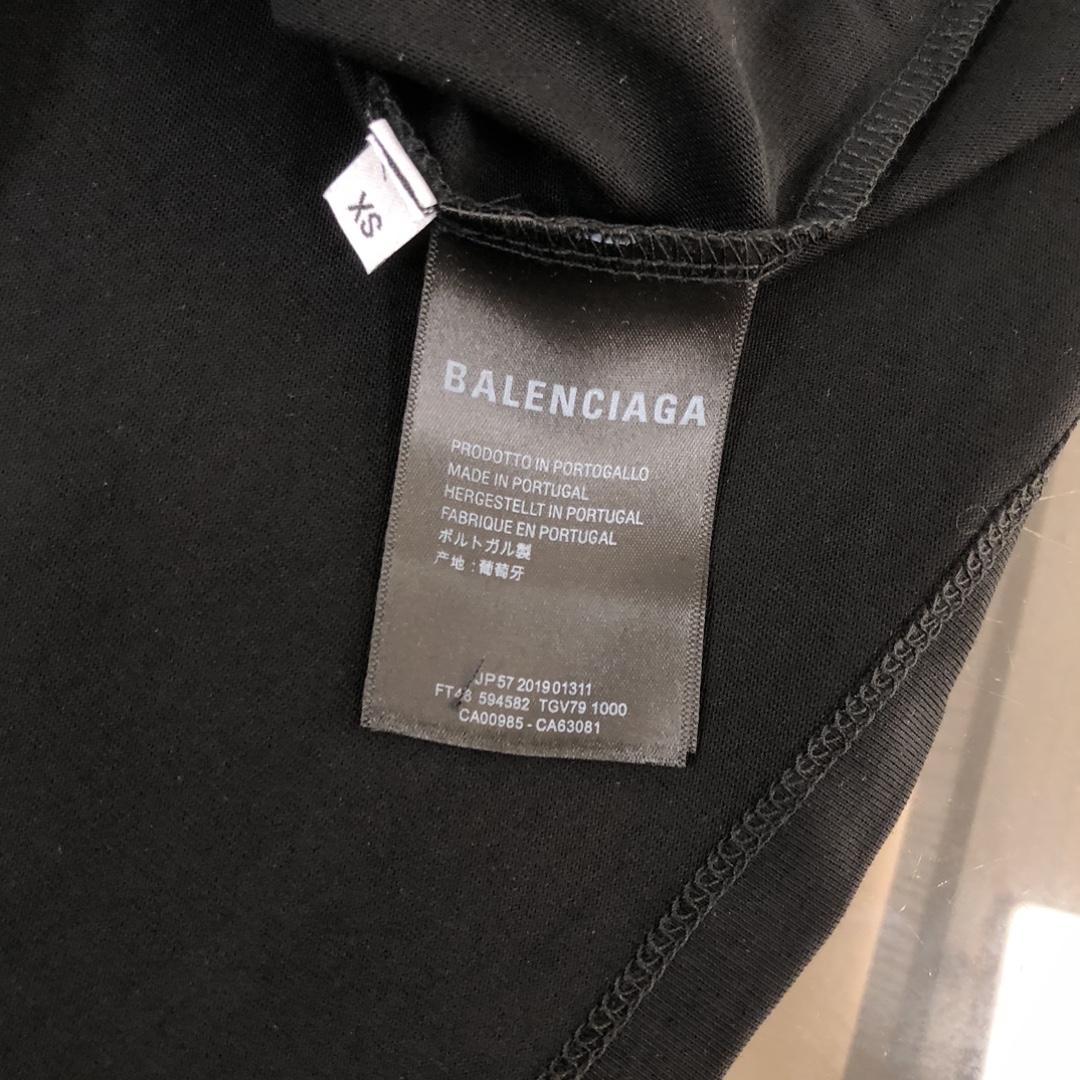 XS
BALENCIAGA
PRODOTTO IN PORTOGALLO
MADE IN PORTUGAL
HERGESTELLT IN PORTUGAL
FABRIQUE EN PORTUGAL
ポルトガル製
产地 : 葡萄牙
JP57 201901311
FT48 594582 TGV79 1000
CA00985 - CA63081